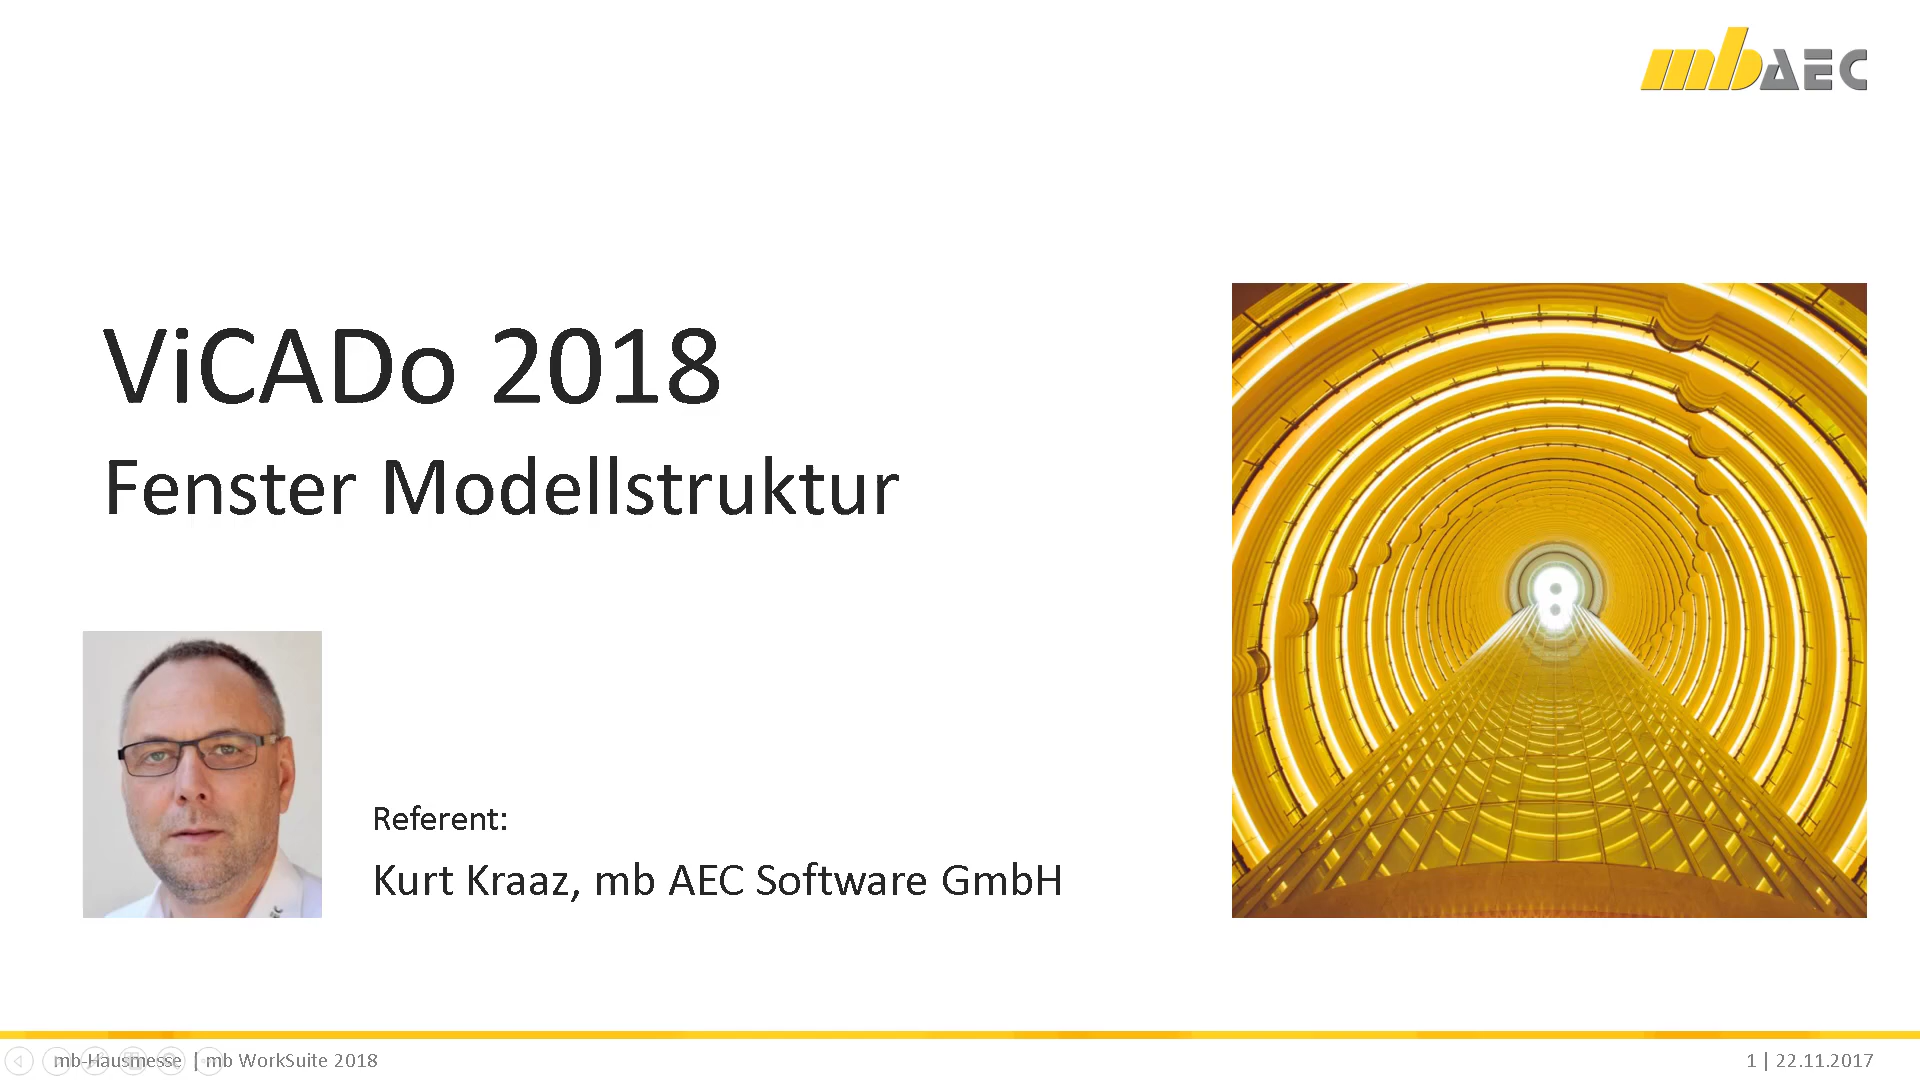 mbAEC
ViCADo 2018
Fenster Modellstruktur
Referent:
Kurt Kraaz, mb AEC Software GmbH
mb-Hausmesse | mb WorkSuite 2018
1 | 22.11.2017